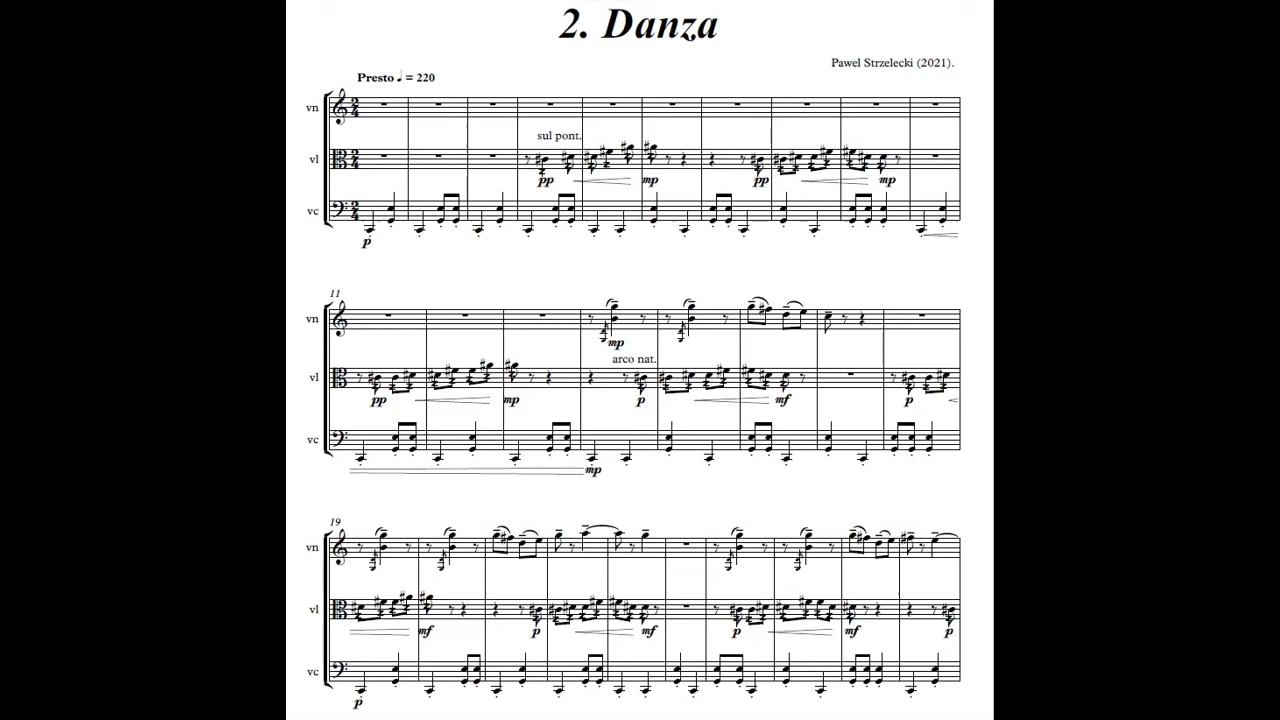 2. Danza
Pawel Strzelecki (2021).
Presto ♩ = 220
vn
sul pont.
vl
pp mp pp mp
vc
p
11
vn
mp
arco nat.
vl
pp mp p mf p
vc
mp
19
vn
vl
mf p mf p mf p
vc
p